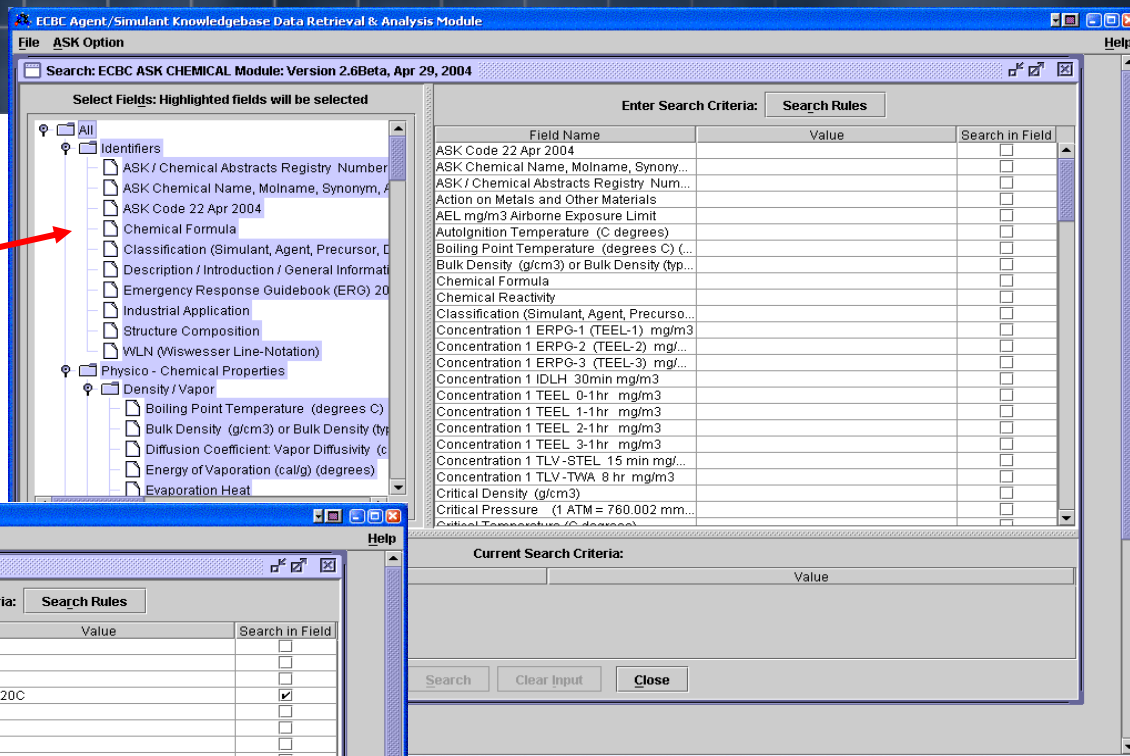 ECBC Agent/Simulant Knowledgebase Data Retrieval & Analysis Module
File ASK Option Help
Search: ECBC ASK CHEMICAL Module: Version 2.6Beta, Apr 29, 2004
Select Fields: Highlighted fields will be selected
All
Identifiers
ASK / Chemical Abstracts Registry Number
ASK Chemical Name, Molname, Synonym, A
ASK Code 22 Apr 2004
Chemical Formula
Classification (Simulant, Agent, Precursor, D
Description / Introduction / General Informati
Emergency Response Guidebook (ERG) 20
Industrial Application
Structure Composition
WLN (Wiswesser Line-Notation)
Physico - Chemical Properties
Density / Vapor
Boiling Point Temperature (degrees C)
Bulk Density (g/cm3) or Bulk Density (typ
Diffusion Coefficient: Vapor Diffusivity (c
Energy of Vaporation (cal/g) (degrees)
Evaporation Heat
Enter Search Criteria: Search Rules
Field Name Value Search in Field
ASK Code 22 Apr 2004
ASK Chemical Name, Molname, Synony...
ASK / Chemical Abstracts Registry Num...
Action on Metals and Other Materials
AEL mg/m3 Airborne Exposure Limit
AutoIgnition Temperature (C degrees)
Boiling Point Temperature (degrees C) (...
Bulk Density (g/cm3) or Bulk Density (typ...
Chemical Formula
Chemical Reactivity
Classification (Simulant, Agent, Precurso...
Concentration 1 ERPG-1 (TEEL-1) mg/m3
Concentration 1 ERPG-2 (TEEL-2) mg/...
Concentration 1 ERPG-3 (TEEL-3) mg/...
Concentration 1 IDLH 30min mg/m3
Concentration 1 TEEL 0-1hr mg/m3
Concentration 1 TEEL 1-1hr mg/m3
Concentration 1 TEEL 2-1hr mg/m3
Concentration 1 TEEL 3-1hr mg/m3
Concentration 1 TLV-STEL 15 min mg/...
Concentration 1 TLV-TWA 8 hr mg/m3
Critical Density (g/cm3)
Critical Pressure (1 ATM = 760.002 mm...
Critical Temperature (C degrees)
Current Search Criteria:
Value
Search Clear Input Close
Help
ia: Search Rules
Value Search in Field
20C